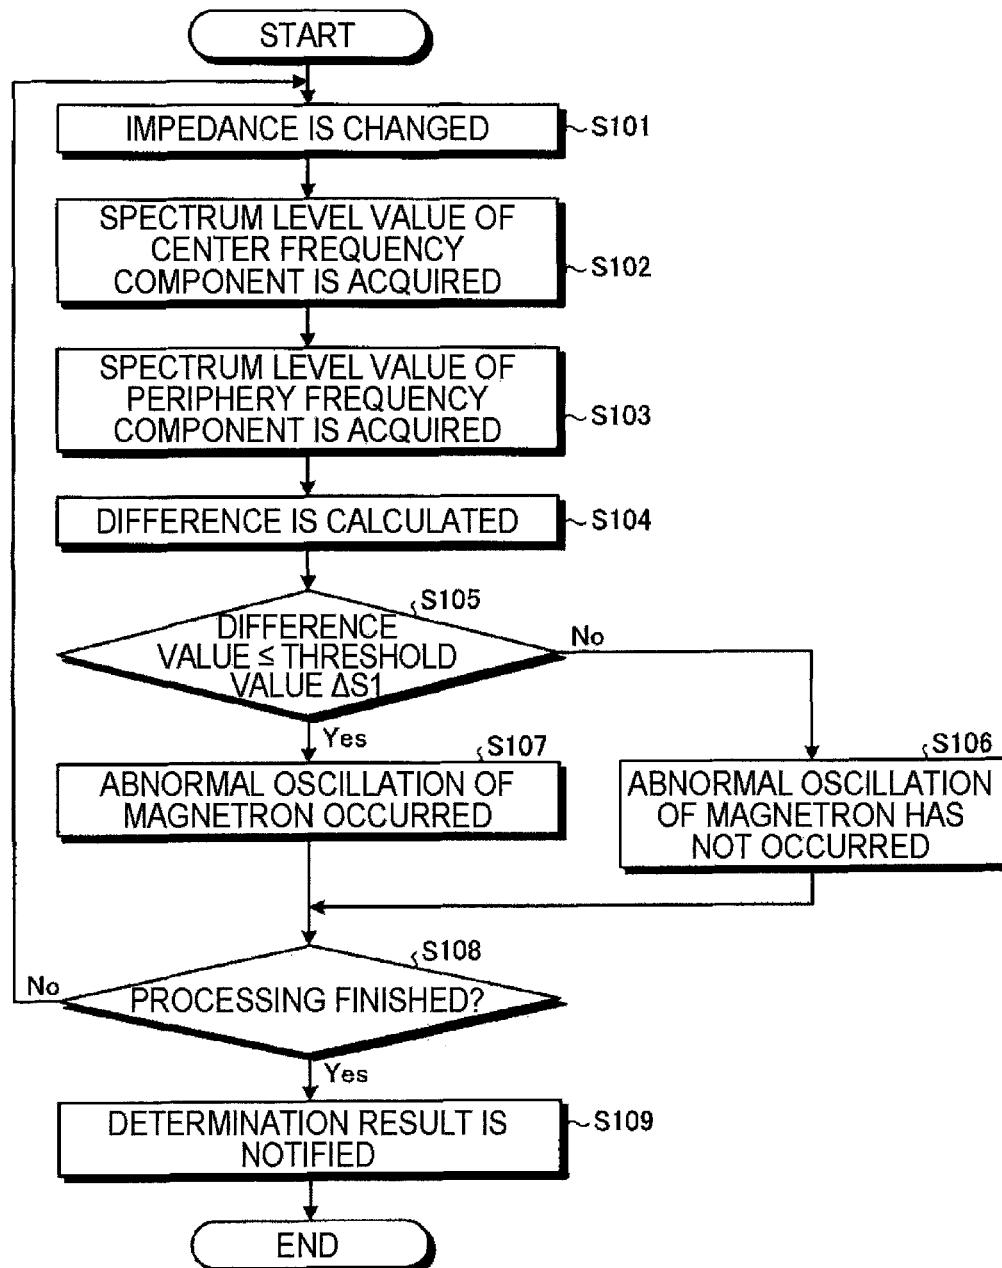 START
IMPEDANCE IS CHANGED
S101
SPECTRUM LEVEL VALUE OF
CENTER FREQUENCY
COMPONENT IS ACQUIRED
S102
SPECTRUM LEVEL VALUE OF
PERIPHERY FREQUENCY
COMPONENT IS ACQUIRED
S103
DIFFERENCE IS CALCULATED
S104
S105
DIFFERENCE
VALUE ≤ THRESHOLD
VALUE ΔS1
No
Yes
S107
ABNORMAL OSCILLATION OF
MAGNETRON OCCURRED
S106
ABNORMAL OSCILLATION
OF MAGNETRON HAS
NOT OCCURRED
S108
No
PROCESSING FINISHED?
Yes
DETERMINATION RESULT IS
NOTIFIED
S109
END